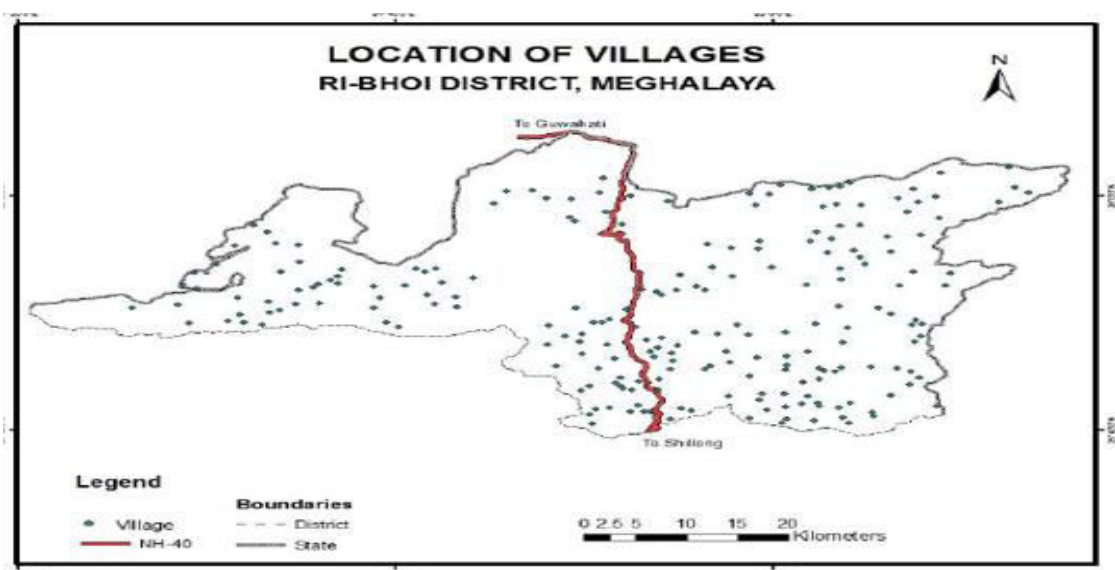 LOCATION OF VILLAGES
RI-BHOI DISTRICT, MEGHALAYA
N
To Guwahati
To Shillong
Legend
Village
NH-40
Boundaries
District
State
0 2.5 5 10 15 20
Kilometers